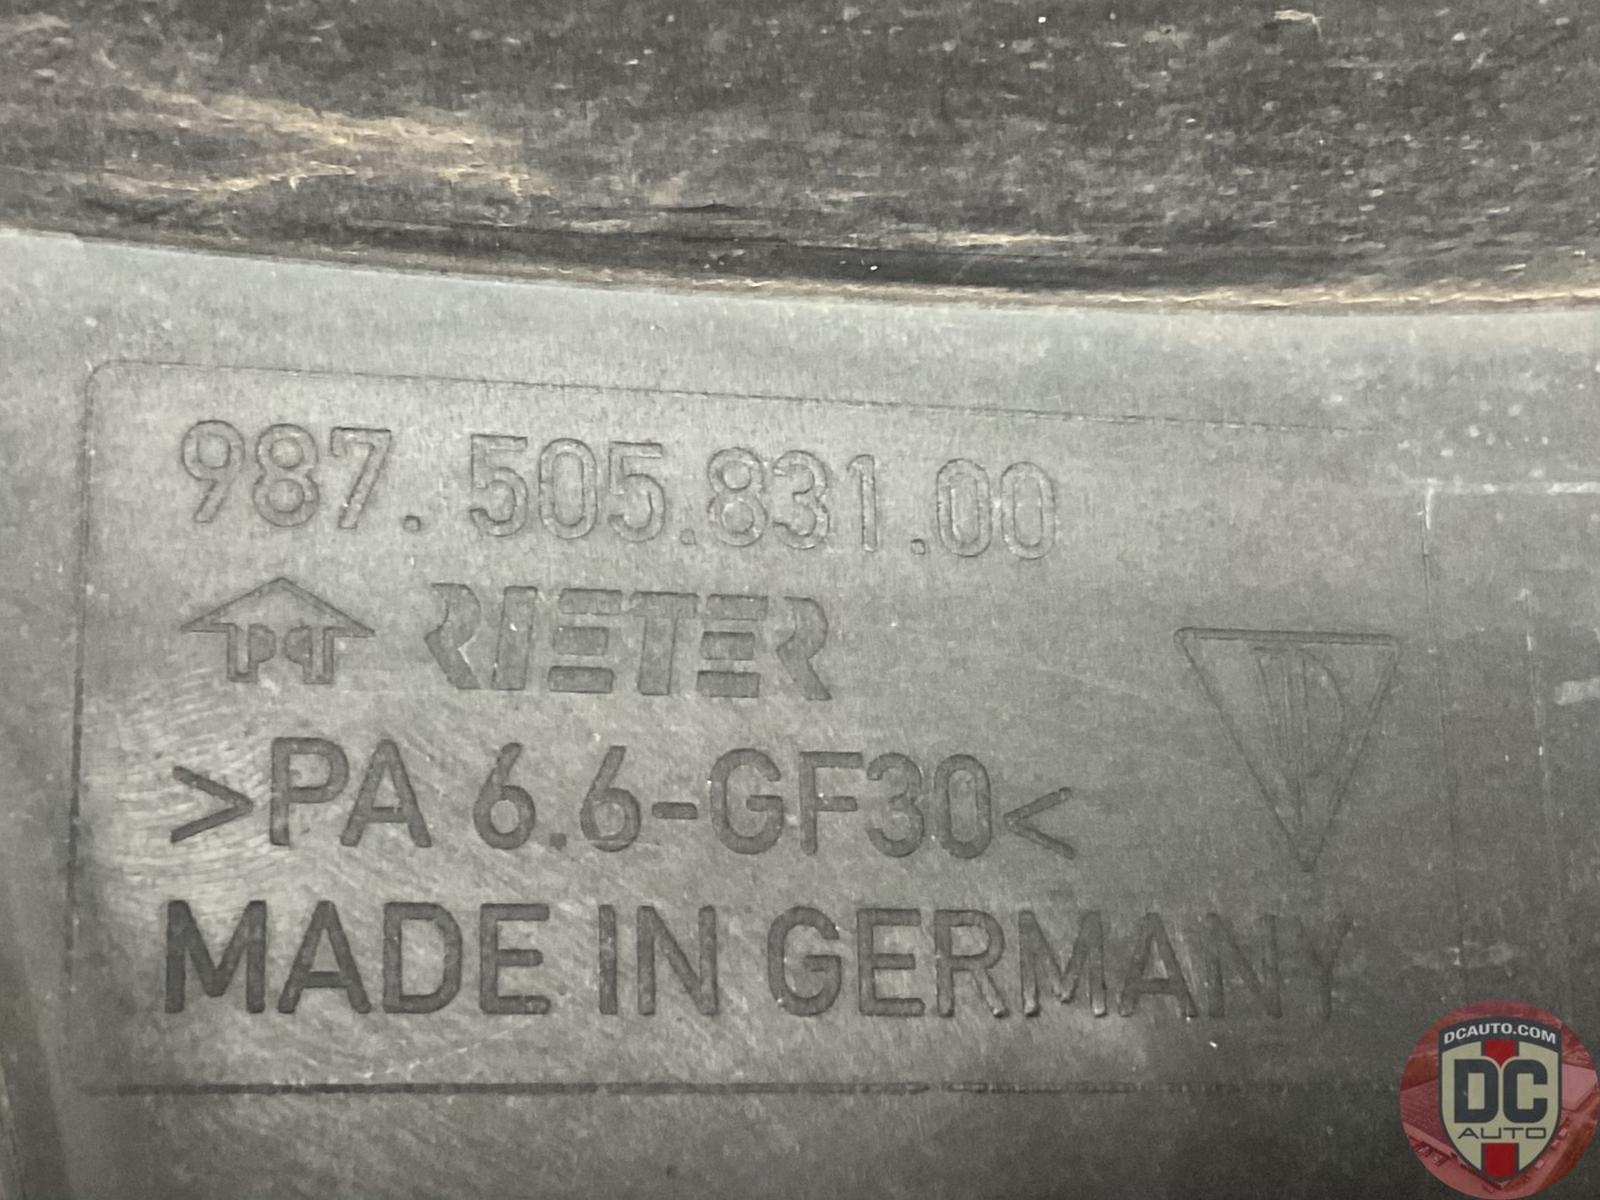 987.505.831.00
RIETER
>PA 6.6-GF30<
MADE IN GERMANY
DCAUTO.COM
DC
AUTO